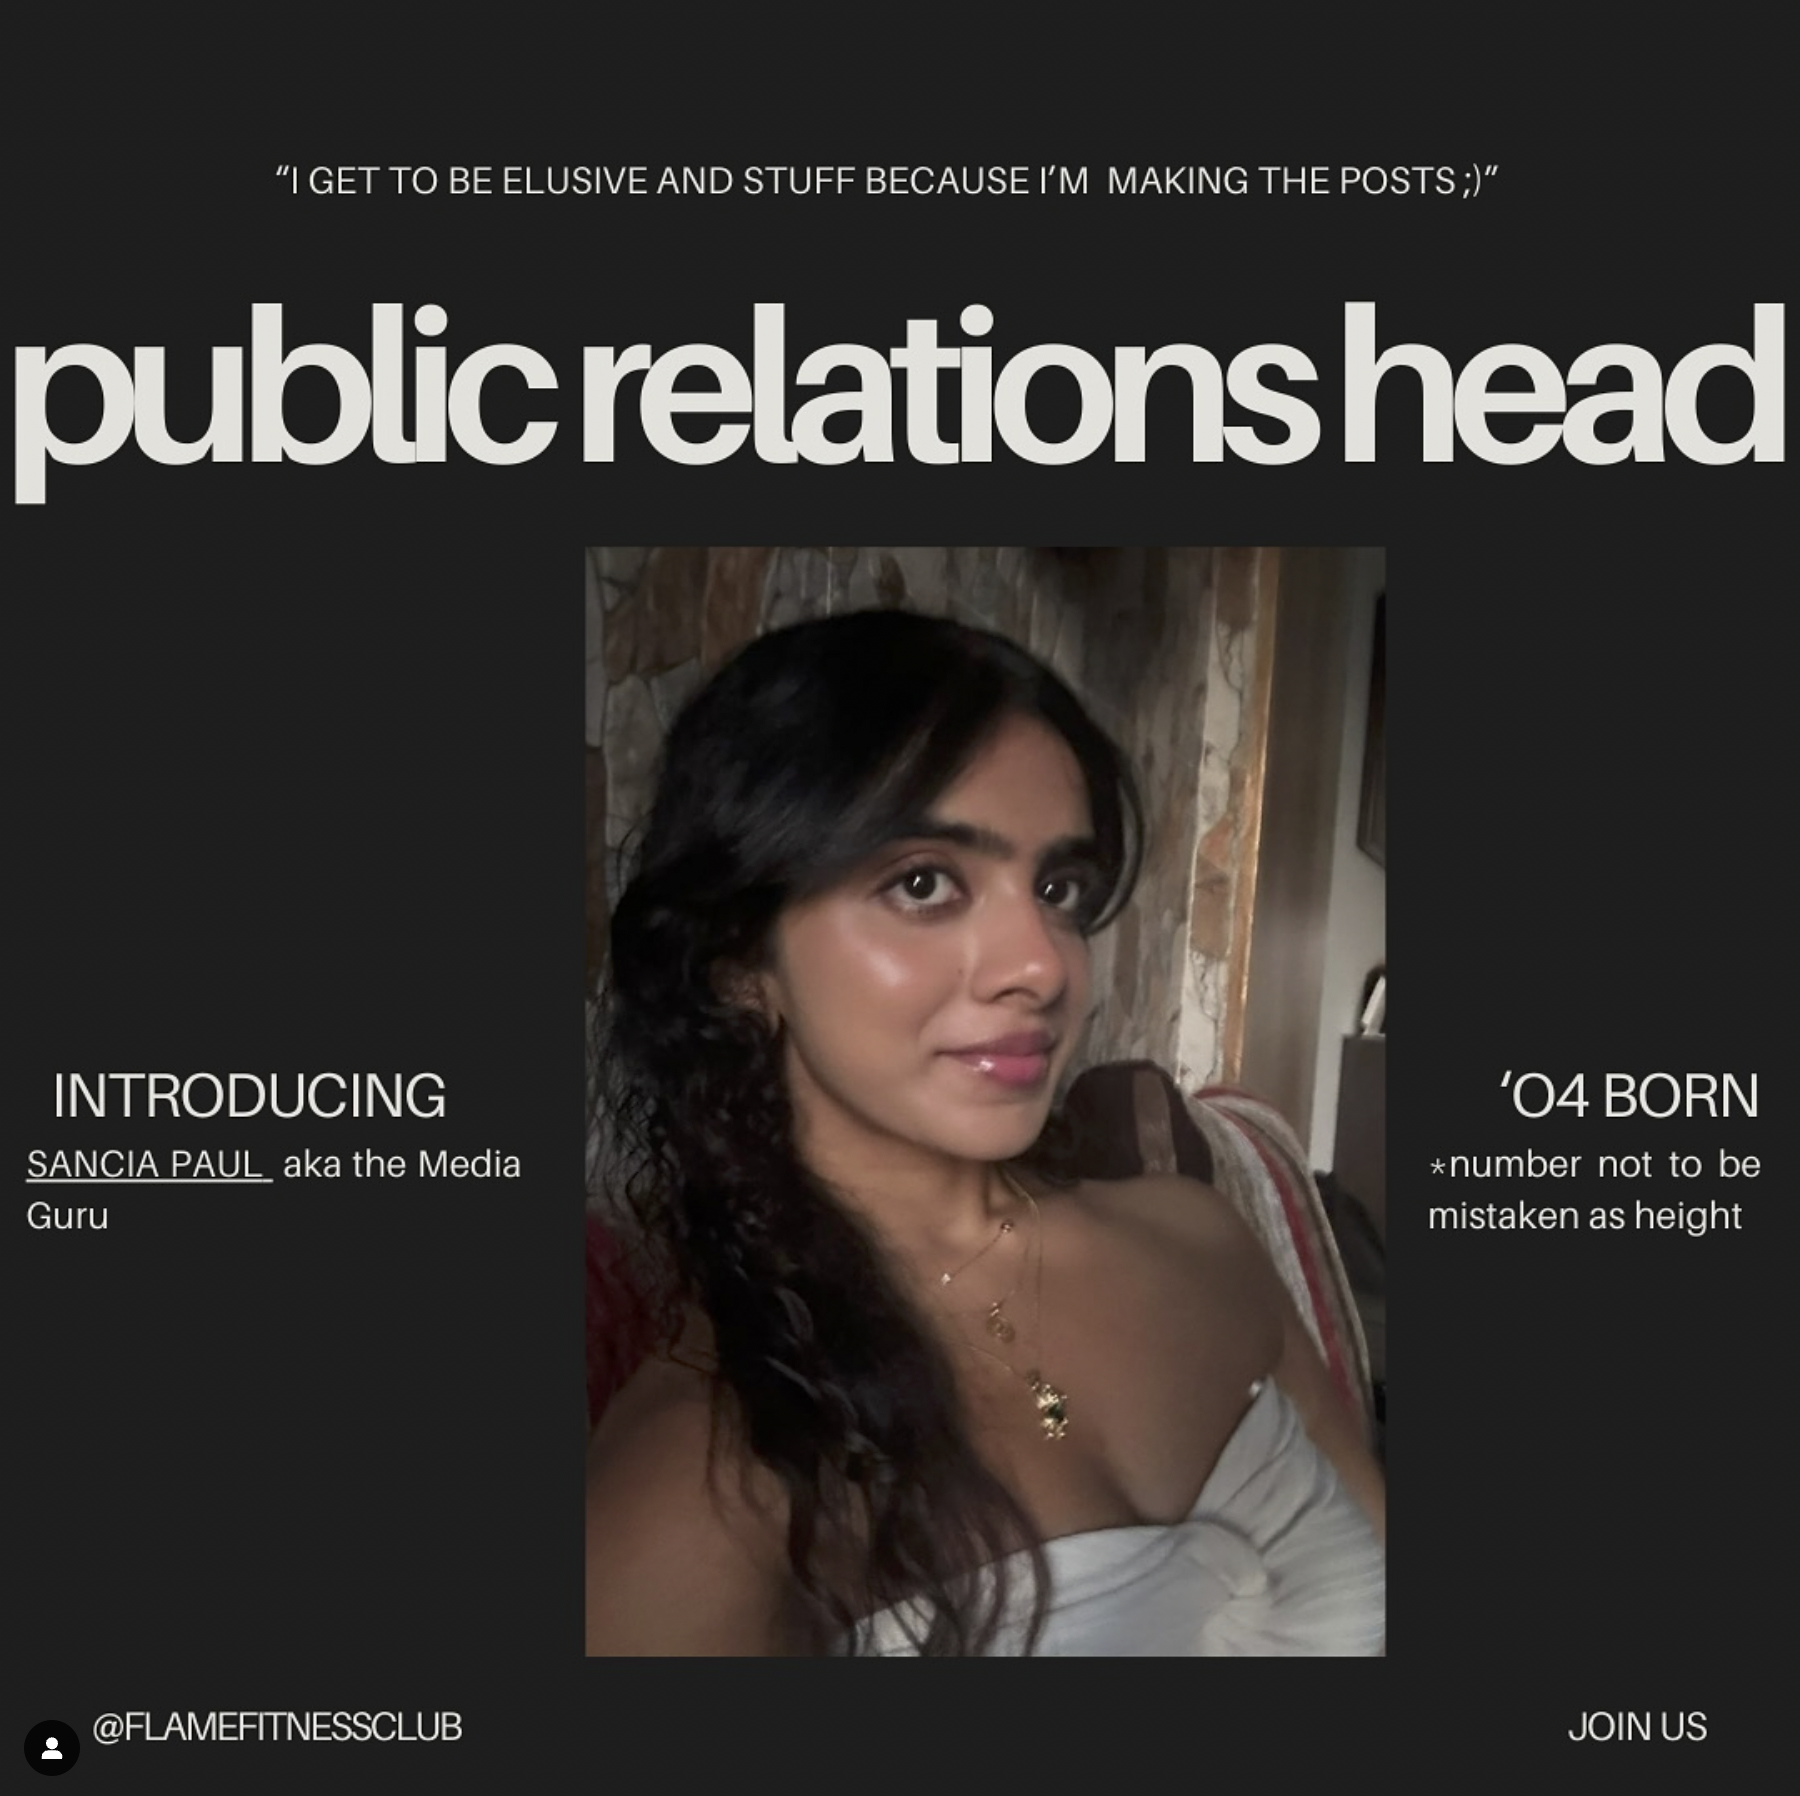 “I GET TO BE ELUSIVE AND STUFF BECAUSE I’M MAKING THE POSTS ;)”
public relations head
INTRODUCING
SANCIA PAUL aka the Media
Guru
‘04 BORN
*number not to be
mistaken as height
@FLAMEFITNESSCLUB
JOIN US